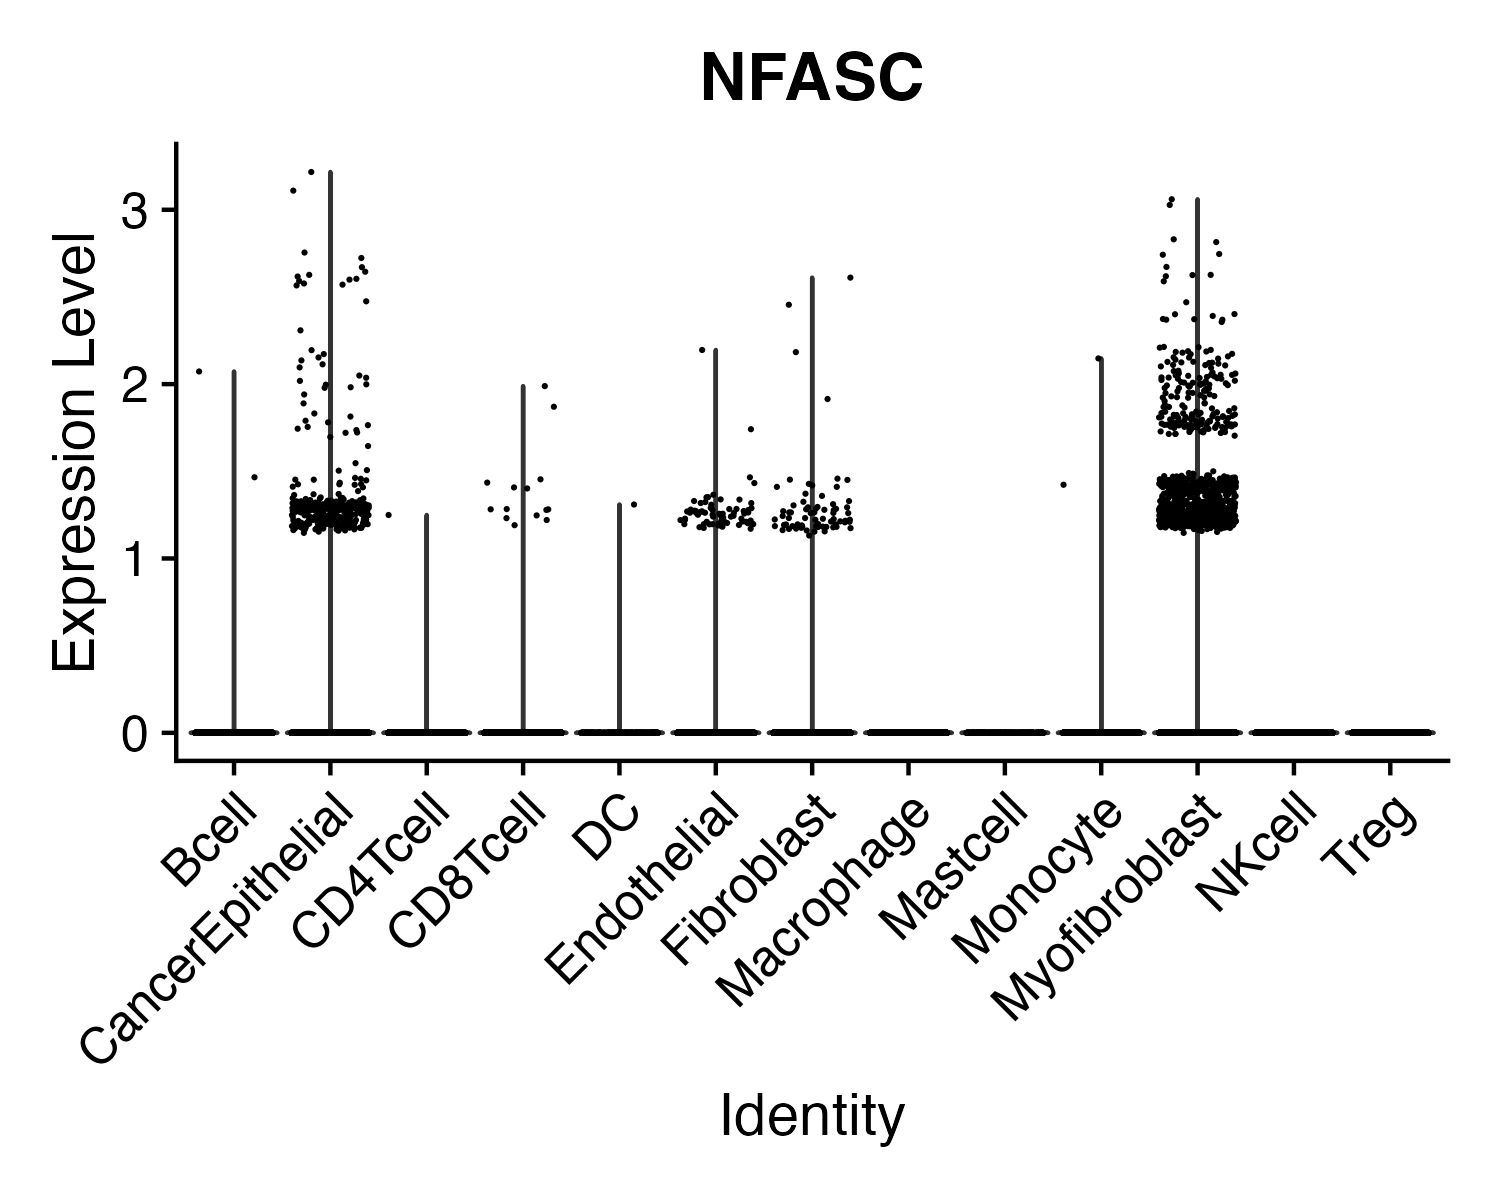 NFASC
Expression Level
3
2
1
0
Bcell
CancerEpithelial
CD4Tcell
CD8Tcell
DC
Endothelial
Fibroblast
Macrophage
Mastcell
Monocyte
Myofibroblast
NKcell
Treg
Identity